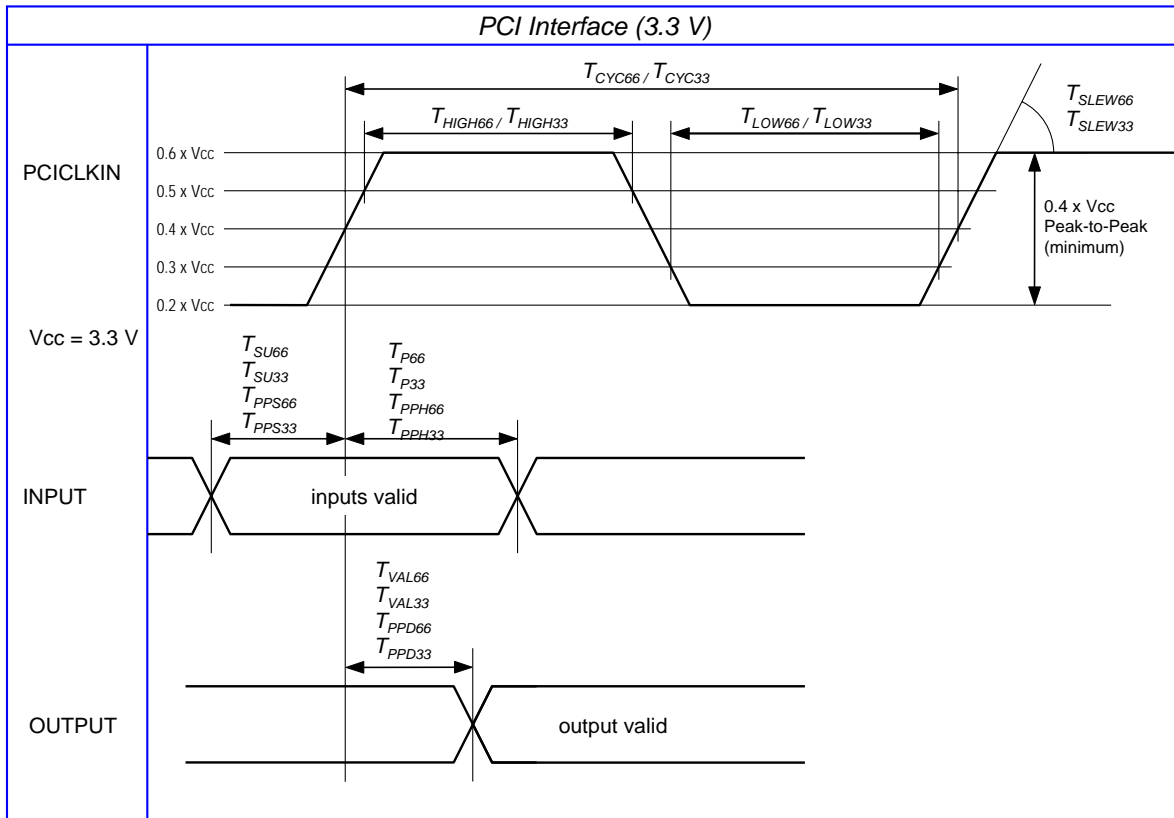 PCI Interface (3.3 V)
TCYC66 / TCYC33
THIGH66 / THIGH33
TLOW66 / TLOW33
TSLEW66
TSLEW33
PCICLKIN
0.6 x Vcc
0.5 x Vcc
0.4 x Vcc
0.3 x Vcc
0.2 x Vcc
0.4 x Vcc
Peak-to-Peak
(minimum)
Vcc = 3.3 V
TSU66
TSU33
TPPS66
TPPS33
TP66
TP33
TPPH66
TPPH33
INPUT
inputs valid
TVAL66
TVAL33
TPPD66
TPPD33
OUTPUT
output valid